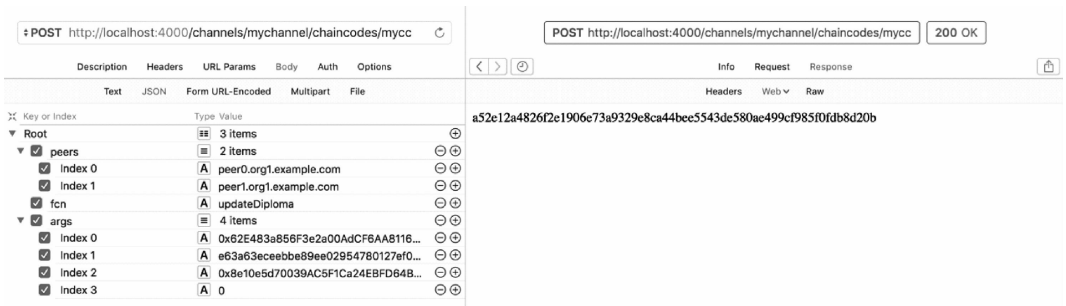 POST http://localhost:4000/channels/mychannel/chaincodes/mycc
Description Headers URL Params Body Auth Options
Text JSON Form URL-Encoded Multipart File
Key or Index Type Value
Root 3 items
peers 2 items
Index 0 A peer0.org1.example.com
Index 1 A peer1.org1.example.com
fcn A updateDiploma
args 4 items
Index 0 A 0x62E483a856F3e2a00AdCF6AA8116...
Index 1 A e63a63eceebbe89ee02954780127ef0...
Index 2 A 0x8e10e5d70039AC5F1Ca24EBFD64B...
Index 3 A 0
POST http://localhost:4000/channels/mychannel/chaincodes/mycc 200 OK
Info Request Response
Headers Web Raw
a52e12a4826f2e1906e73a9329e8ca44bee5543de580ae499cf985f0fdb8d20b